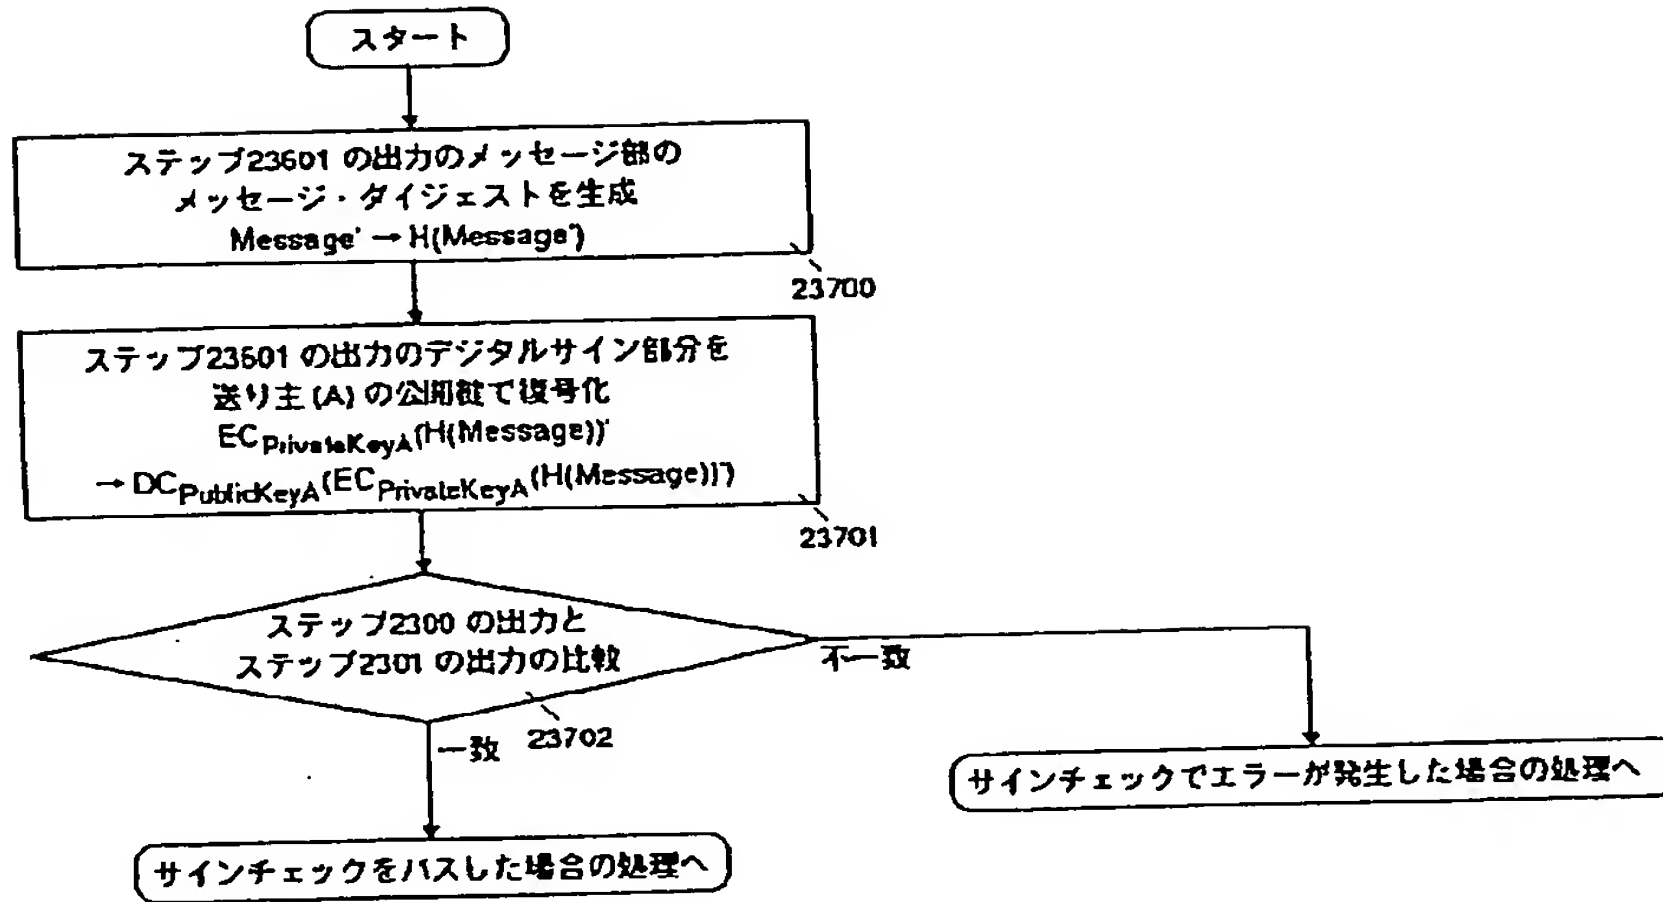 スタート
ステップ23601 の出力のメッセージ部の
メッセージ・ダイジェストを生成
Message' → H(Message')
23700
ステップ23601 の出力のデジタルサイン部分を
送り主 (A) の公開鍵で復号化
EC PrivateKeyA(H(Message))'
→ DC PublicKeyA(EC PrivateKeyA(H(Message))')
23701
ステップ2300 の出力と
ステップ2301 の出力の比較
不一致
一致
23702
サインチェックでエラーが発生した場合の処理へ
サインチェックをパスした場合の処理へ